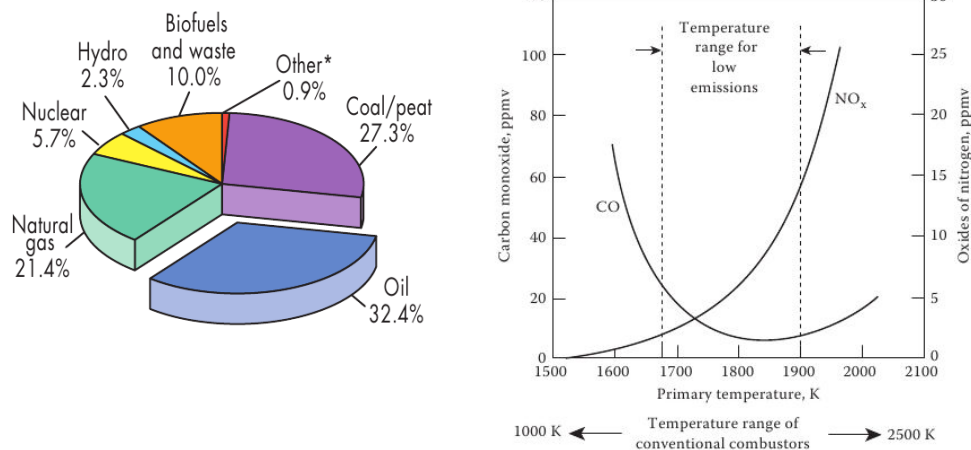 Biofuels
and waste
10.0%
Hydro
2.3%
Other*
0.9%
Nuclear
5.7%
Coal/peat
27.3%
Natural
gas
21.4%
Oil
32.4%
Temperature
range for
low
emissions
NOx
CO
Carbon monoxide, ppmv
100
80
60
40
20
0
25
20
15
10
5
0
Oxides of nitrogen, ppmv
1500 1600 1700 1800 1900 2000 2100
Primary temperature, K
1000 K
Temperature range of
conventional combustors
2500 K